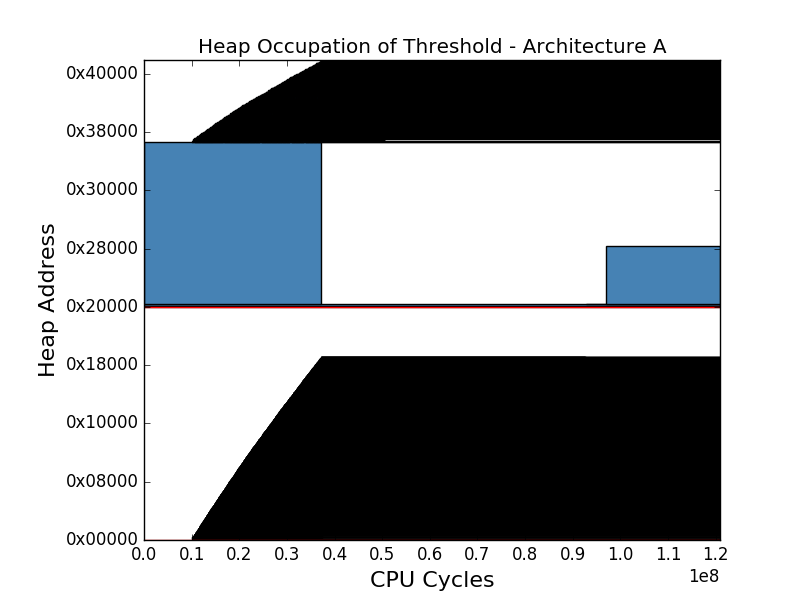 Heap Occupation of Threshold - Architecture A
0x40000
0x38000
0x30000
0x28000
0x20000
0x18000
0x10000
0x08000
0x00000
Heap Address
0.0 0.1 0.2 0.3 0.4 0.5 0.6 0.7 0.8 0.9 1.0 1.1 1.2
1e8
CPU Cycles